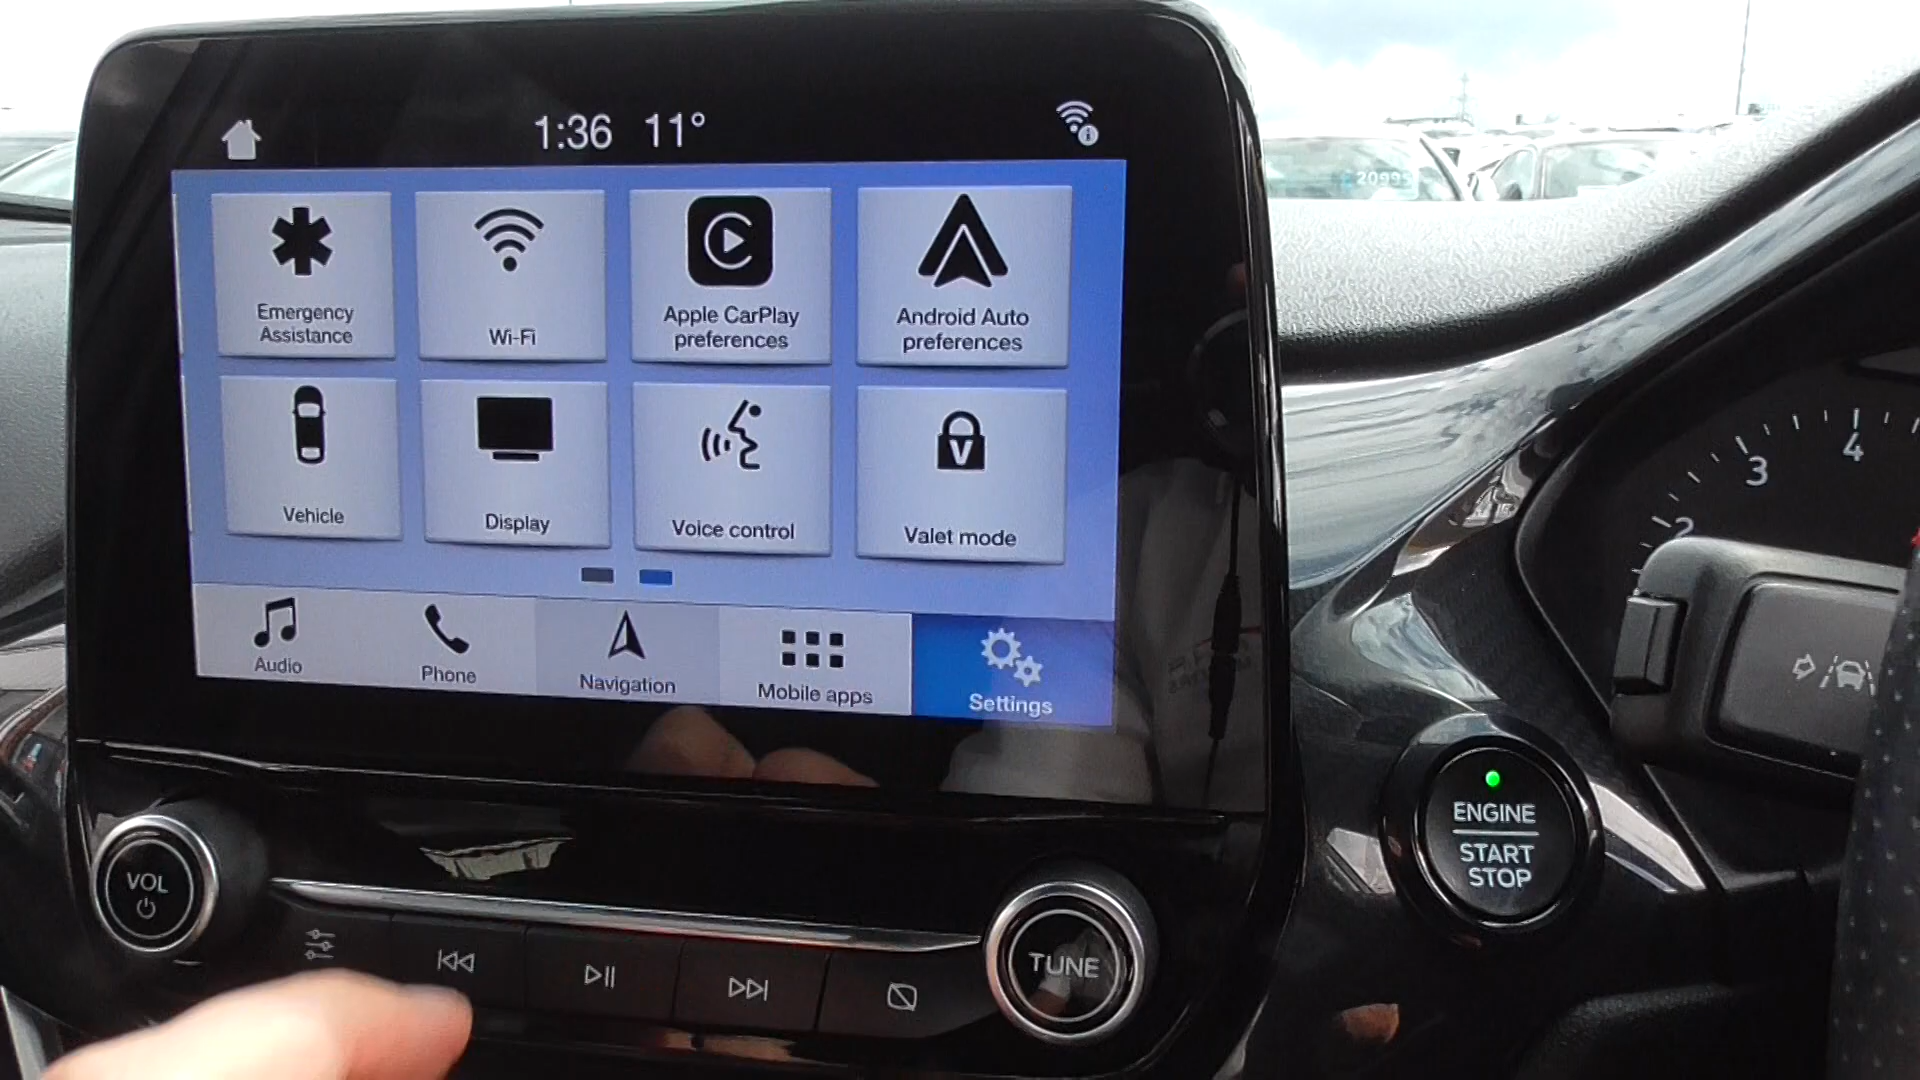 1:36 11°
20995
Emergency
Assistance
Wi-Fi
Apple CarPlay
preferences
Android Auto
preferences
Vehicle
Display
Voice control
V
Valet mode
Audio
Phone
Navigation
Mobile apps
Settings
2
3
4
ENGINE
START
STOP
VOL
TUNE